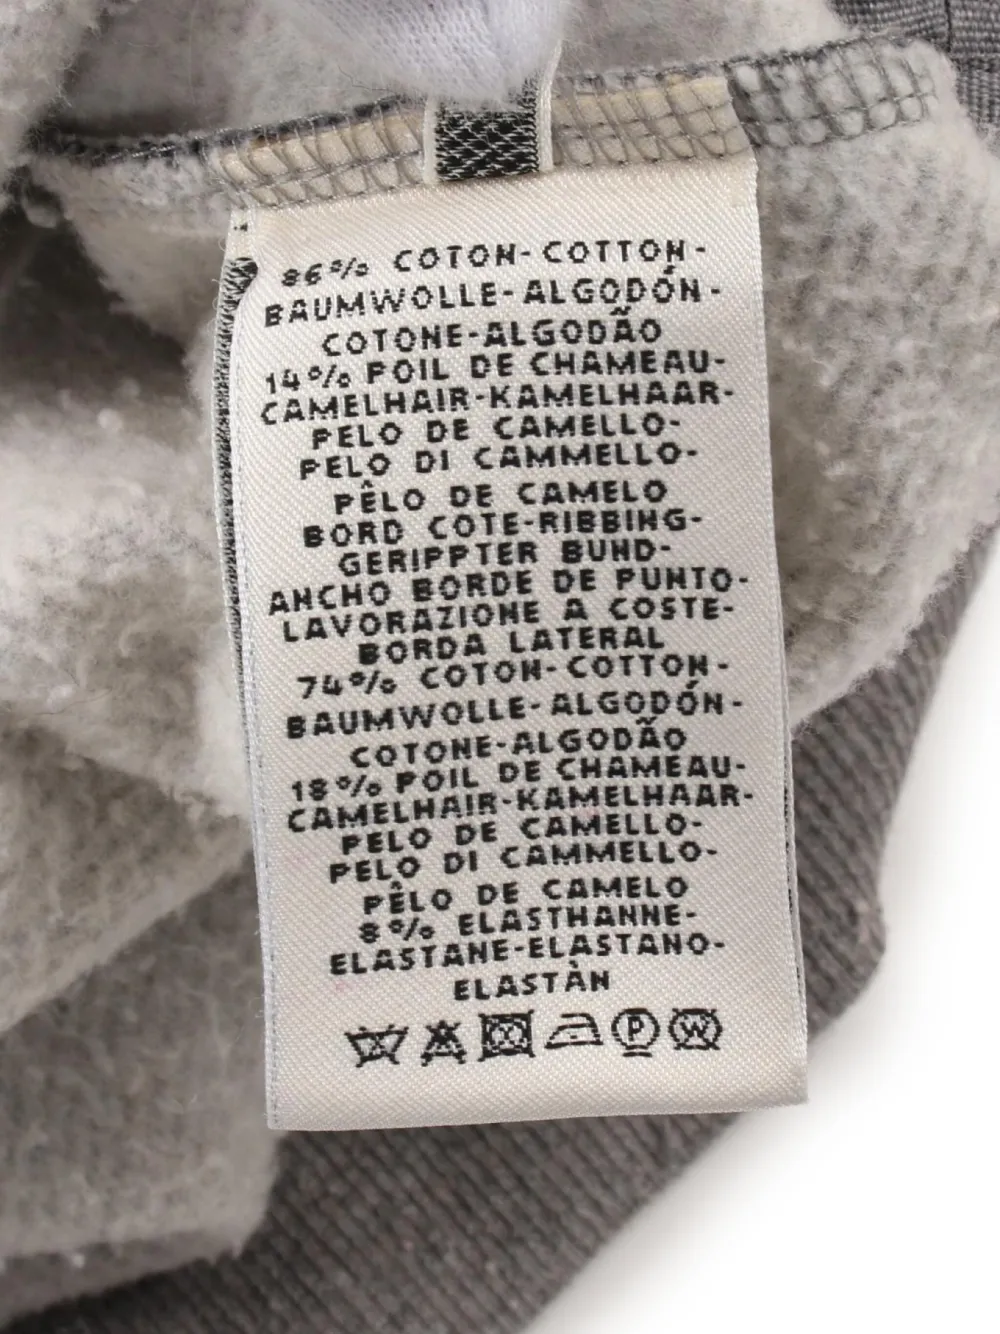 86% COTON-COTTON-
BAUMWOLLE-ALGODÓN-
COTONE-ALGODÃO
14% POIL DE CHAMEAU-
CAMELHAIR-KAMELHAAR-
PELO DE CAMELLO-
PELO DI CAMMELLO-
PÊLO DE CAMELO
BORD COTE-RIBBING-
GERIPPTER BUND-
ANCHO BORDE DE PUNTO-
LAVORAZIONE A COSTE-
BORDA LATERAL
74% COTON-COTTON-
BAUMWOLLE-ALGODÓN-
COTONE-ALGODÃO
18% POIL DE CHAMEAU-
CAMELHAIR-KAMELHAAR-
PELO DE CAMELLO-
PELO DI CAMMELLO-
PÊLO DE CAMELO
8% ELASTHANNE-
ELASTANE-ELASTANO-
ELASTÀN
P W